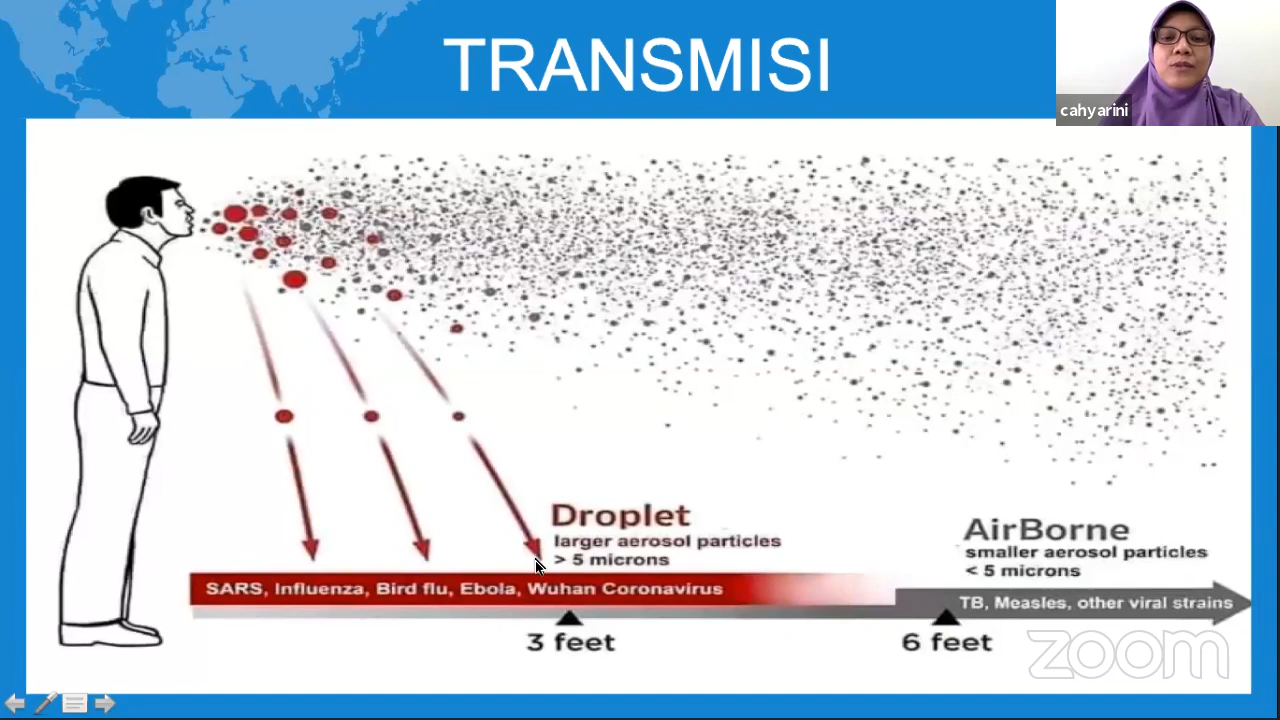 TRANSMISI
cahyarini
Droplet
larger aerosol particles
> 5 microns
AirBorne
smaller aerosol particles
< 5 microns
SARS, Influenza, Bird flu, Ebola, Wuhan Coronavirus
TB, Measles, other viral strains
3 feet
6 feet
zoom